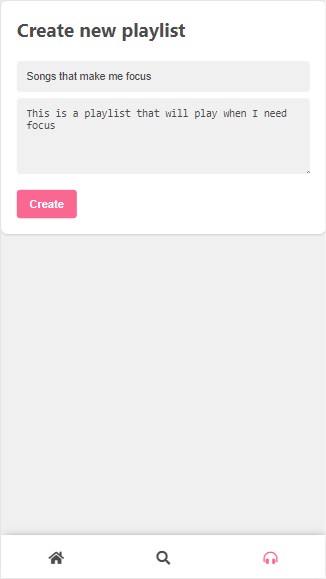 Create new playlist
Songs that make me focus
This is a playlist that will play when I need
focus
Create